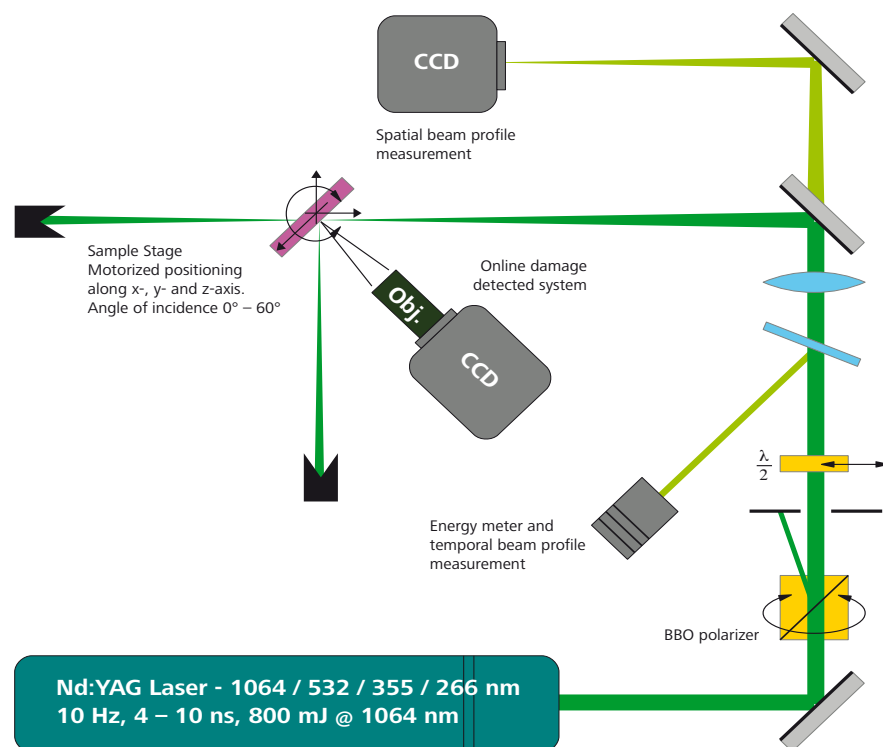 CCD
Spatial beam profile
measurement
Sample Stage
Motorized positioning
along x-, y- and z-axis.
Angle of incidence 0° – 60°
Online damage
detected system
Obj.
CCD
λ
2
Energy meter and
temporal beam profile
measurement
BBO polarizer
Nd:YAG Laser - 1064 / 532 / 355 / 266 nm
10 Hz, 4 – 10 ns, 800 mJ @ 1064 nm